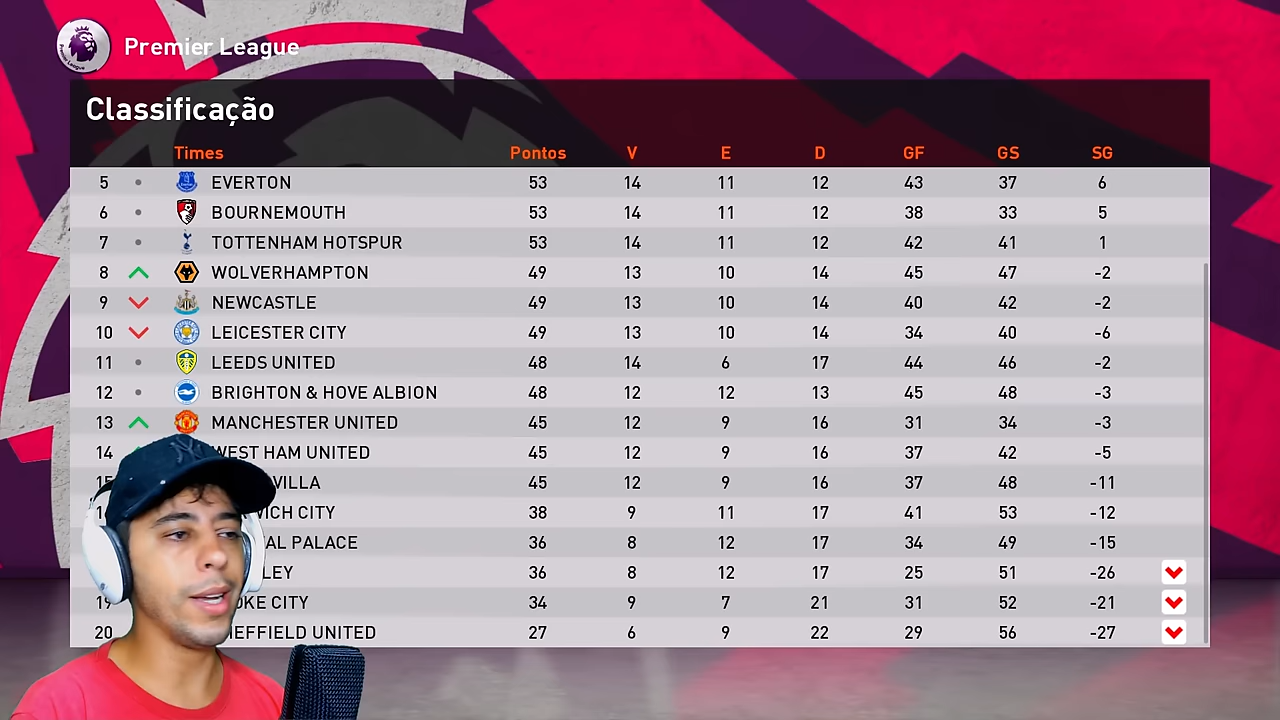 Premier League
Classificação
Times Pontos V E D GF GS SG
5 EVERTON 53 14 11 12 43 37 6
6 BOURNEMOUTH 53 14 11 12 38 33 5
7 TOTTENHAM HOTSPUR 53 14 11 12 42 41 1
8 WOLVERHAMPTON 49 13 10 14 45 47 -2
9 NEWCASTLE 49 13 10 14 40 42 -2
10 LEICESTER CITY 49 13 10 14 34 40 -6
11 LEEDS UNITED 48 14 6 17 44 46 -2
12 BRIGHTON & HOVE ALBION 48 12 12 13 45 48 -3
13 MANCHESTER UNITED 45 12 9 16 31 34 -3
14 WEST HAM UNITED 45 12 9 16 37 42 -5
15 VILLA 45 12 9 16 37 48 -11
WICH CITY 38 9 11 17 41 53 -12
AL PALACE 36 8 12 17 34 49 -15
LEY 36 8 12 17 25 51 -26
19 OKE CITY 34 9 7 21 31 52 -21
20 HEFFIELD UNITED 27 6 9 22 29 56 -27